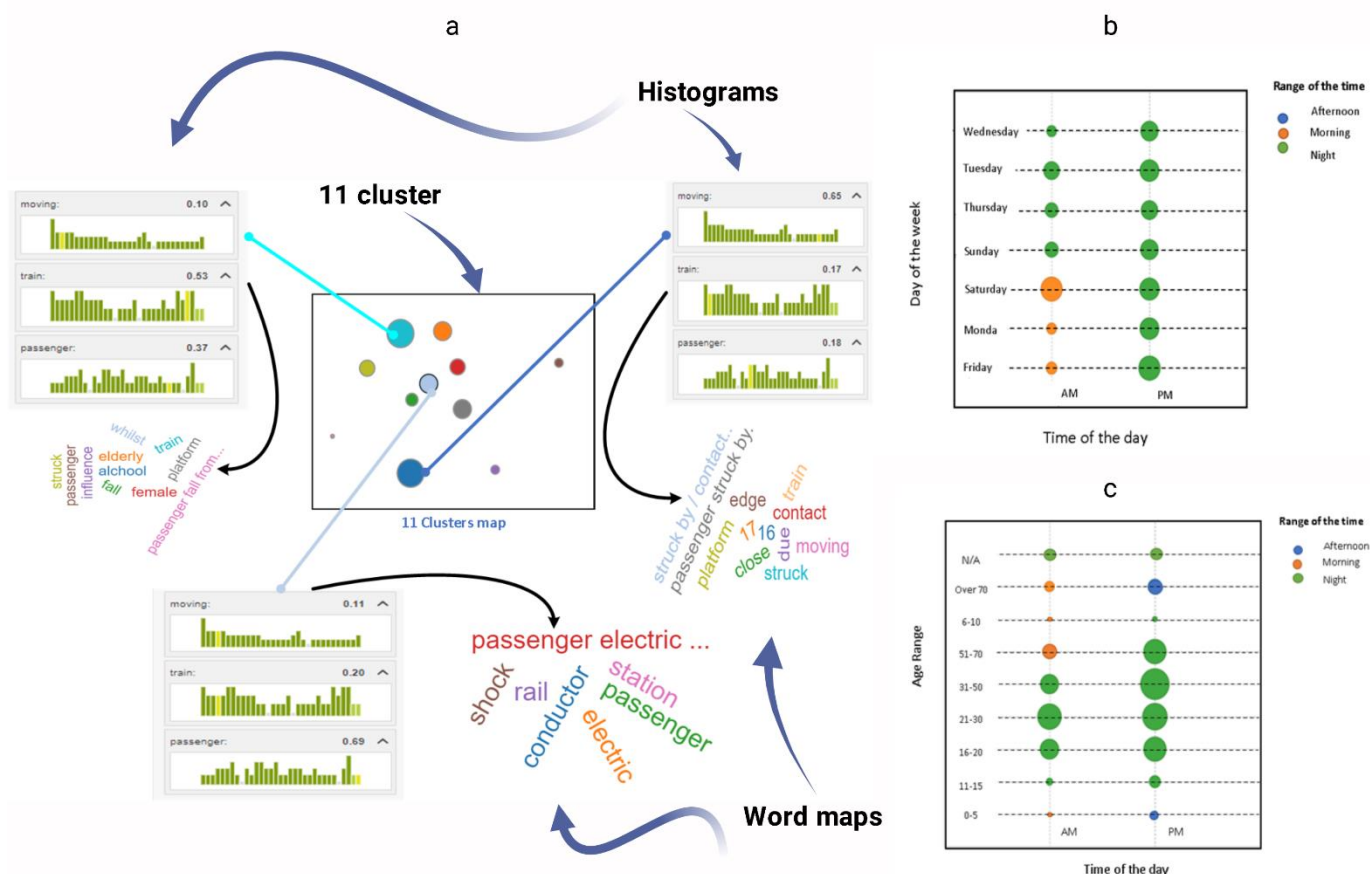 a
Histograms
11 cluster
moving: 0.10
train: 0.53
passenger: 0.37
moving: 0.65
train: 0.17
passenger: 0.18
11 Clusters map
whilst
train
platform
struck
passenger
influence
elderly
alchool
fall
female
passenger fall from...
struck by / contact..
passenger struck by.
platform
edge
train
contact
17
16
due
close
moving
struck
moving: 0.11
train: 0.20
passenger: 0.69
passenger electric ...
shock
rail
conductor
station
passenger
electric
Word maps
b
Range of the time
Afternoon
Morning
Night
Day of the week
Wednesday
Tuesday
Thursday
Sunday
Saturday
Monda
Friday
AM PM
Time of the day
c
Range of the time
Afternoon
Morning
Night
Age Range
N/A
Over 70
6-10
51-70
31-50
21-30
16-20
11-15
0-5
AM PM
Time of the day